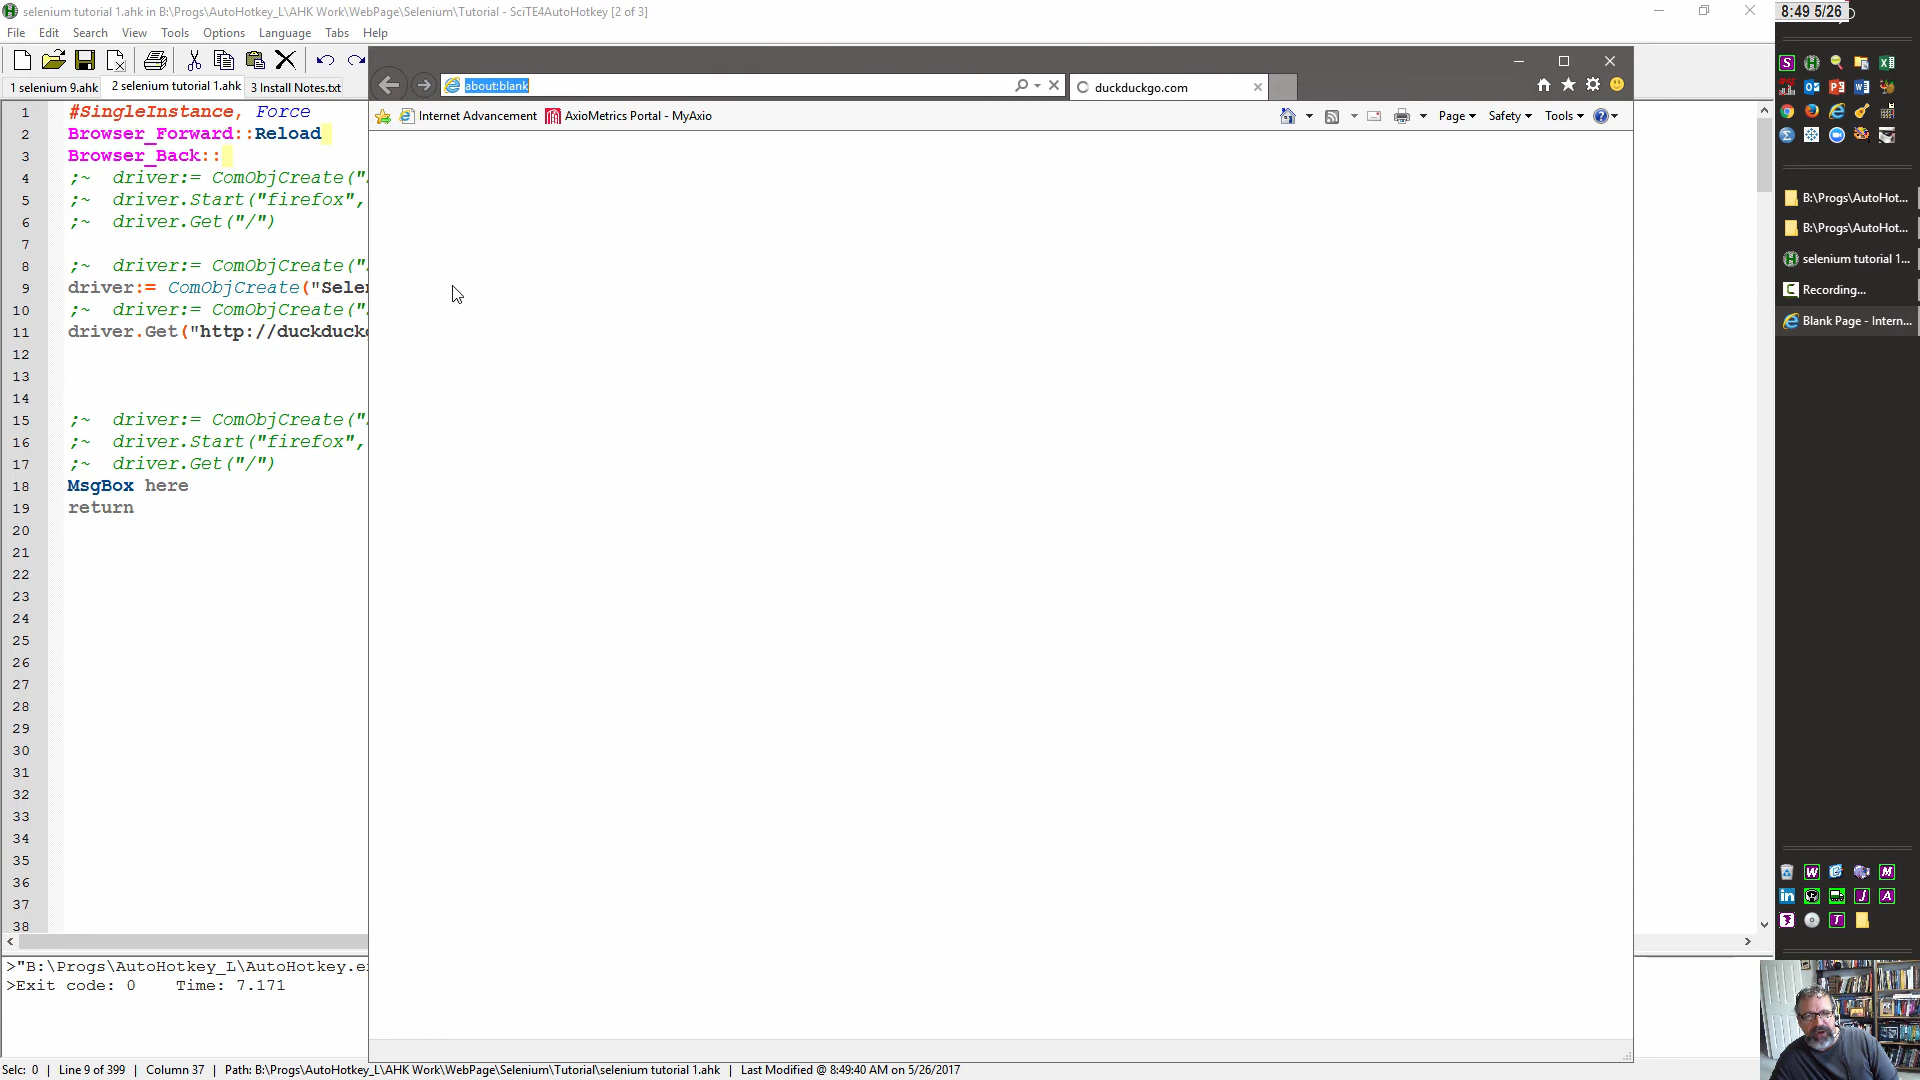 selenium tutorial 1.ahk in B:\Progs\AutoHotkey_L\AHK Work\WebPage\Selenium\Tutorial - SciTE4AutoHotkey [2 of 3]
8:49 5/26
File Edit Search View Tools Options Language Tabs Help
1 selenium 9.ahk
2 selenium tutorial 1.ahk
3 Install Notes.txt
about:blank
duckduckgo.com
Internet Advancement
AxioMetrics Portal - MyAxio
Page
Safety
Tools
1 #SingleInstance, Force
2 Browser_Forward::Reload
3 Browser_Back::
4 ;~ driver:= ComObjCreate("
5 ;~ driver.Start("firefox",
6 ;~ driver.Get("/")
7
8 ;~ driver:= ComObjCreate("
9 driver:= ComObjCreate("Sele
10 ;~ driver:= ComObjCreate("
11 driver.Get("http://duckduck
12
13
14
15 ;~ driver:= ComObjCreate("
16 ;~ driver.Start("firefox",
17 ;~ driver.Get("/")
18 MsgBox here
19 return
20
21
22
23
24
25
26
27
28
29
30
31
32
33
34
35
36
37
38
B:\Progs\AutoHot...
B:\Progs\AutoHot...
selenium tutorial 1...
Recording...
Blank Page - Intern...
>"B:\Progs\AutoHotkey_L\AutoHotkey.e
>Exit code: 0 Time: 7.171
Selc: 0 | Line 9 of 399 | Column 37 | Path: B:\Progs\AutoHotkey_L\AHK Work\WebPage\Selenium\Tutorial\selenium tutorial 1.ahk | Last Modified @ 8:49:40 AM on 5/26/2017